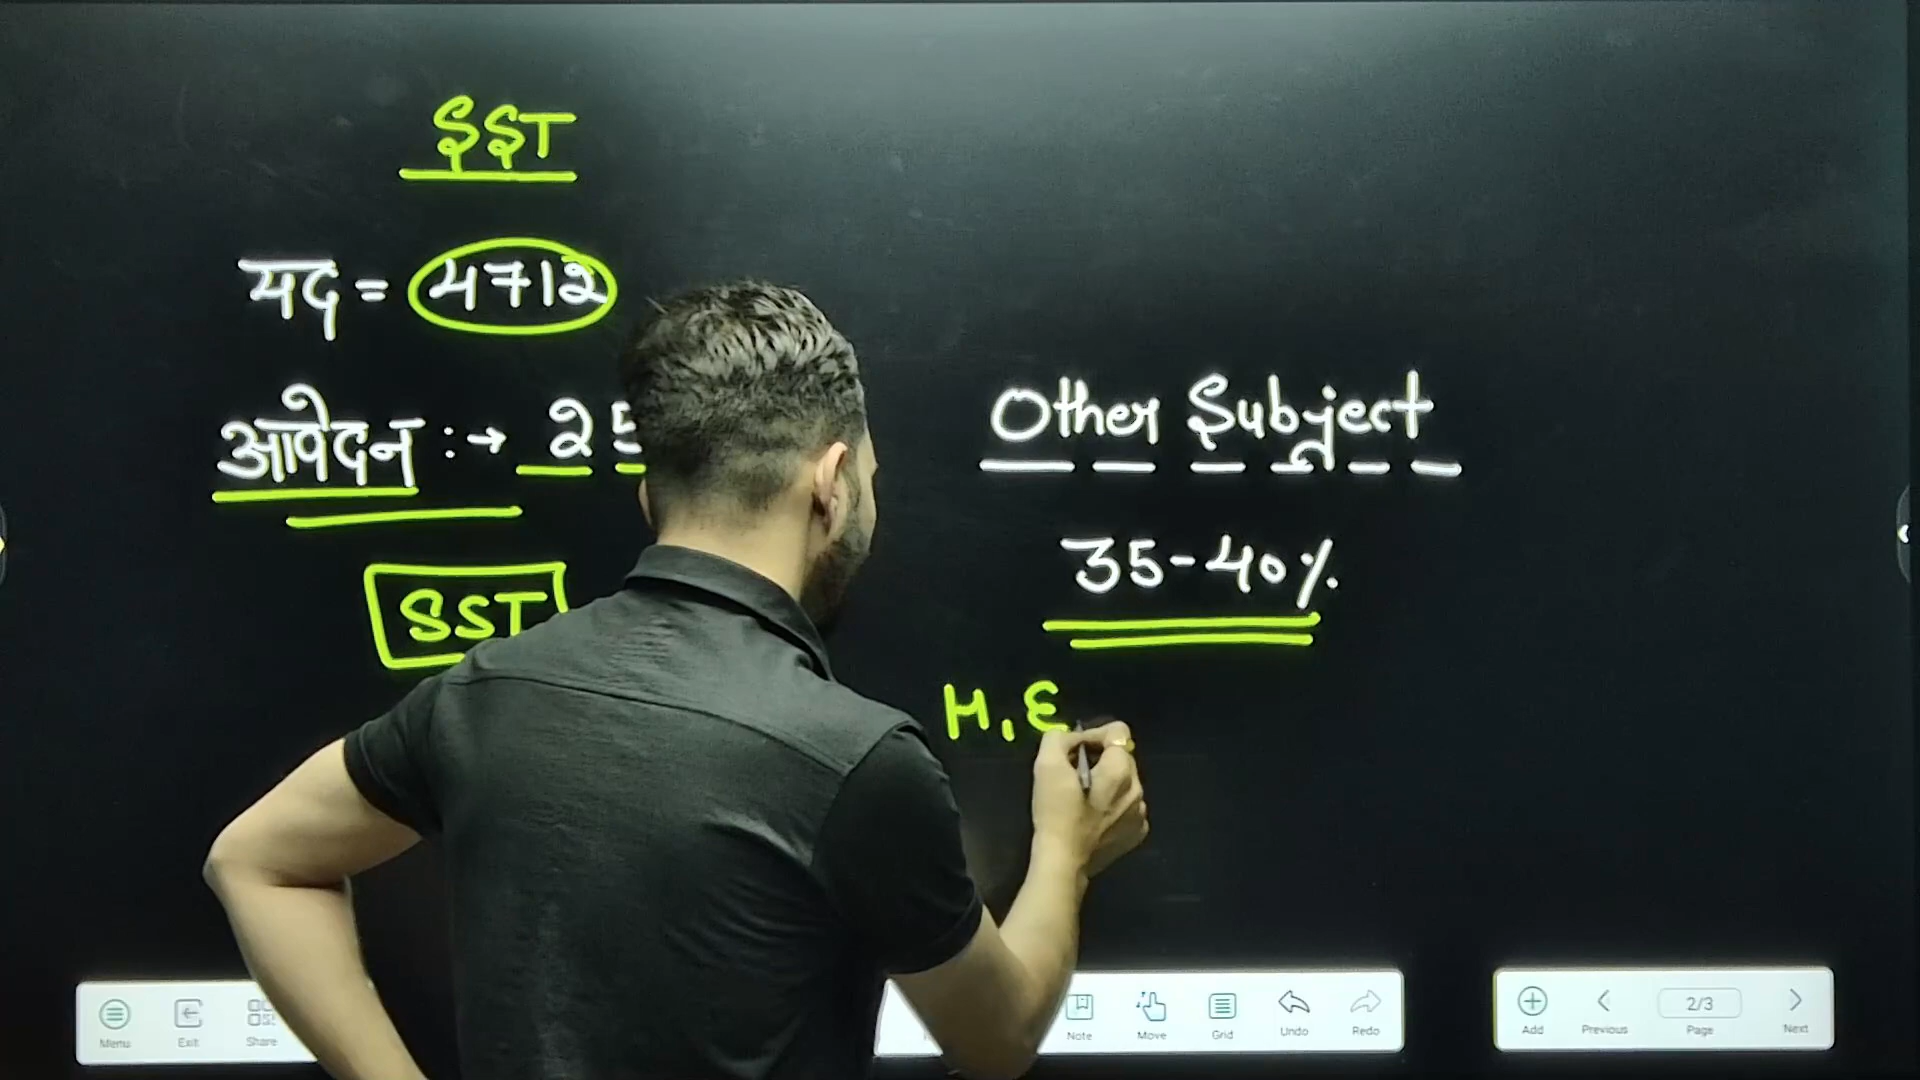 SST
पद = 4712
आवेदन :→ 25
SST
Other Subject
35-40%.
H, E
Menu
Exit
Share
Note
Move
Grid
Undo
Redo
Add
Previous
2/3
Page
Next